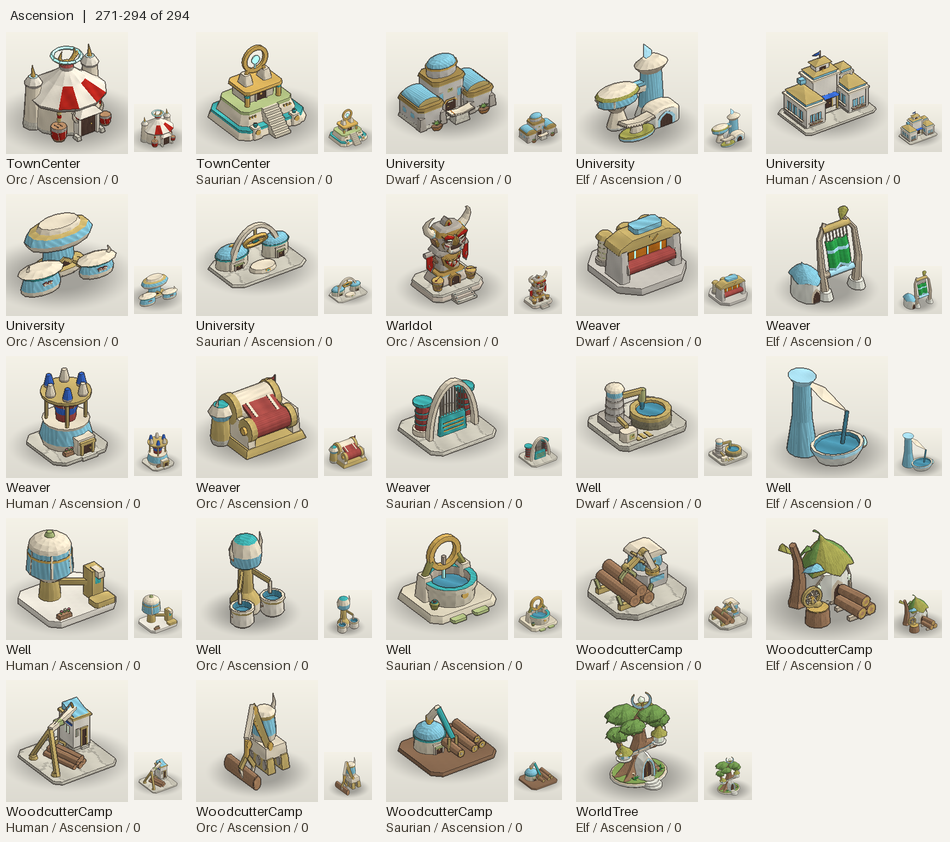 Ascension | 271-294 of 294
TownCenter
Orc / Ascension / 0
TownCenter
Saurian / Ascension / 0
University
Dwarf / Ascension / 0
University
Elf / Ascension / 0
University
Human / Ascension / 0
University
Orc / Ascension / 0
University
Saurian / Ascension / 0
WarIdol
Orc / Ascension / 0
Weaver
Dwarf / Ascension / 0
Weaver
Elf / Ascension / 0
Weaver
Human / Ascension / 0
Weaver
Orc / Ascension / 0
Weaver
Saurian / Ascension / 0
Well
Dwarf / Ascension / 0
Well
Elf / Ascension / 0
Well
Human / Ascension / 0
Well
Orc / Ascension / 0
Well
Saurian / Ascension / 0
WoodcutterCamp
Dwarf / Ascension / 0
WoodcutterCamp
Elf / Ascension / 0
WoodcutterCamp
Human / Ascension / 0
WoodcutterCamp
Orc / Ascension / 0
WoodcutterCamp
Saurian / Ascension / 0
WorldTree
Elf / Ascension / 0